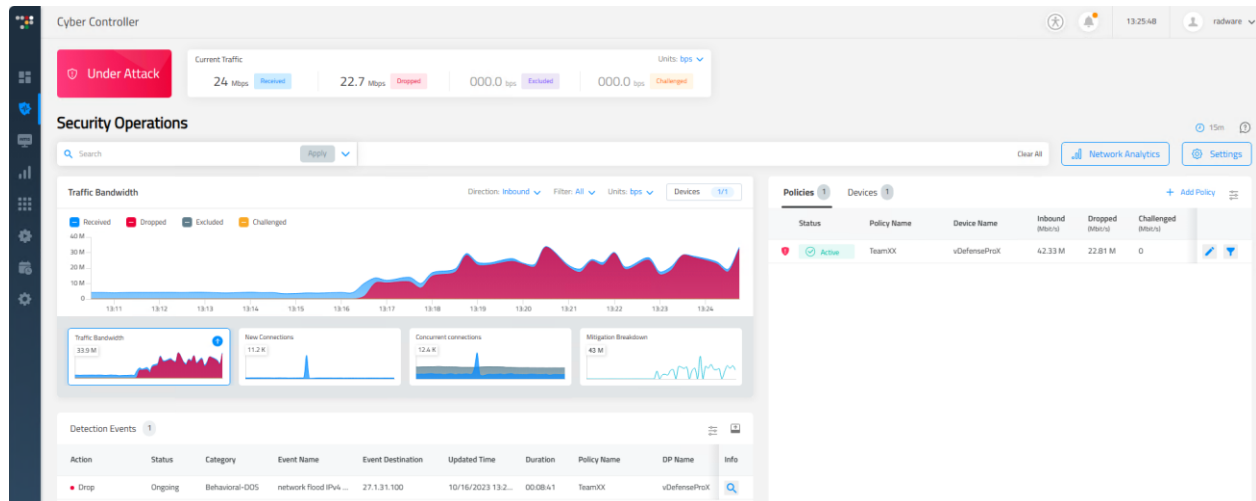 Cyber Controller
13:25:48
radware
Under Attack
Current Traffic
Units: bps
24 Mbps Received
22.7 Mbps Dropped
000.0 bps Excluded
000.0 bps Challenged
Security Operations
15m
Search
Apply
Clear All
Network Analytics
Settings
Traffic Bandwidth
Direction: Inbound
Filter: All
Units: bps
Devices 1/1
Received
Dropped
Excluded
Challenged
40 M
30 M
20 M
10 M
0
13:11 13:12 13:13 13:14 13:15 13:16 13:17 13:18 13:19 13:20 13:21 13:22 13:23 13:24
Traffic Bandwidth
33.9 M
New Connections
11.2 K
Concurrent connections
12.4 K
Mitigation Breakdown
43 M
Policies 1
Devices 1
+ Add Policy
Status Policy Name Device Name Inbound (Mbit/s) Dropped (Mbit/s) Challenged (Mbit/s)
Active TeamXX vDefenseProX 42.33 M 22.81 M 0
Detection Events 1
Action Status Category Event Name Event Destination Updated Time Duration Policy Name DP Name Info
Drop Ongoing Behavioral-DOS network flood IPv4 ... 27.1.31.100 10/16/2023 13:2... 00:08:41 TeamXX vDefenseProX